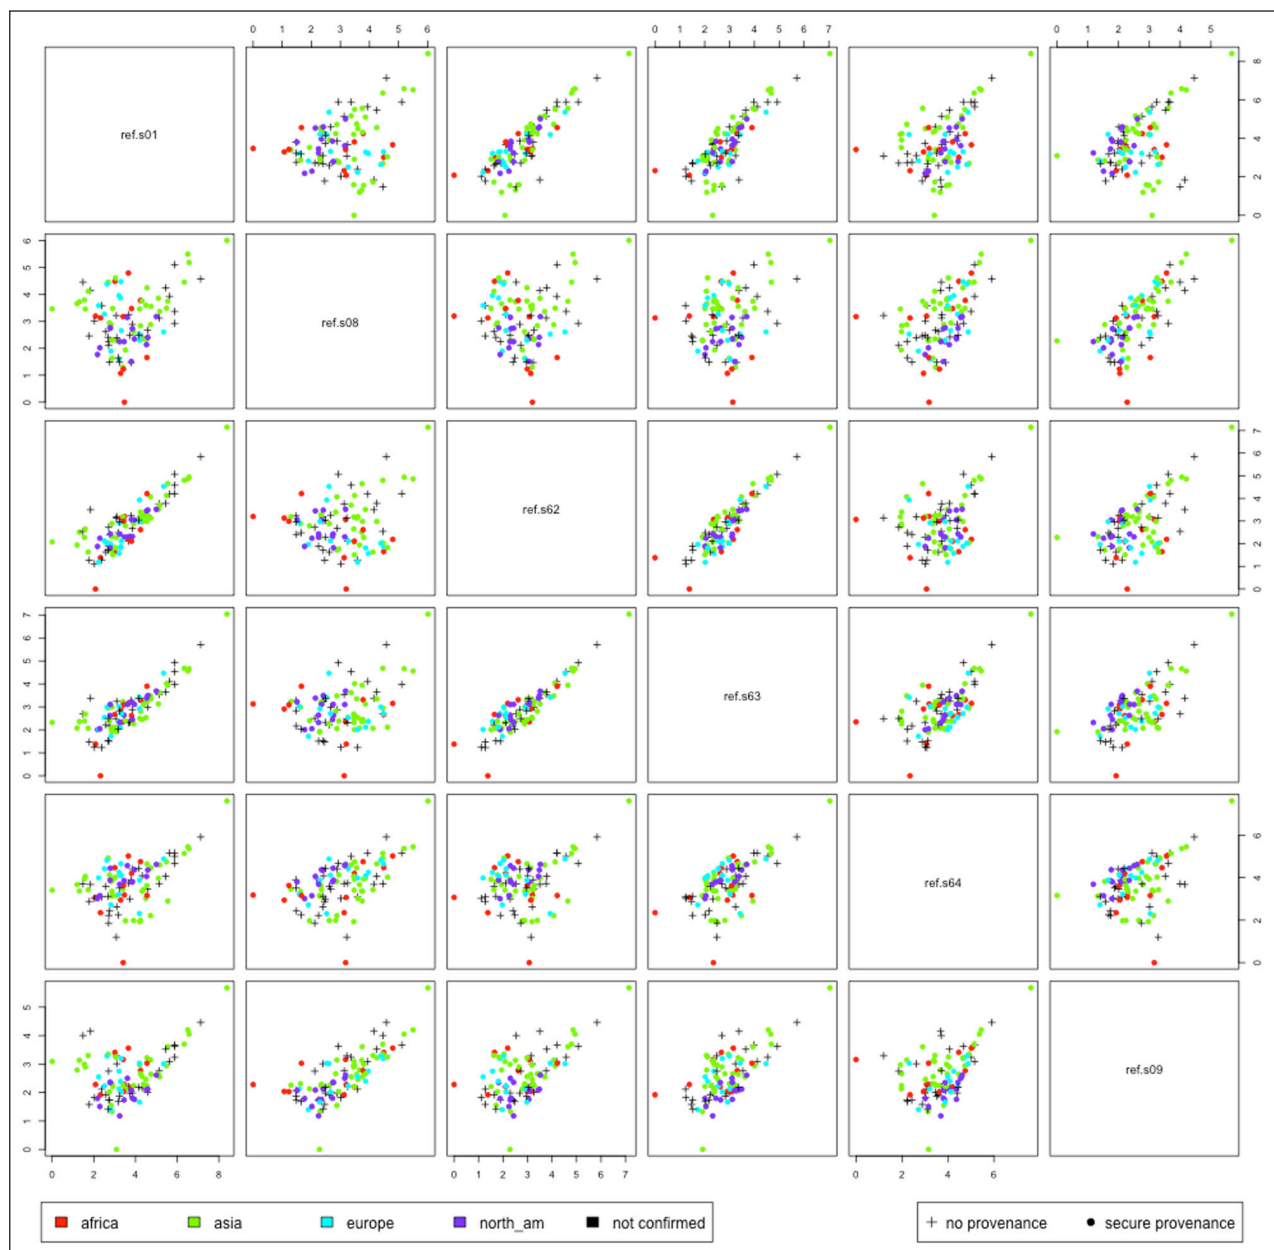 0 1 2 3 4 5 6 0 1 2 3 4 5 6 7 0 1 2 3 4 5
ref.s01
0 2 4 6 8
0 1 2 3 4 5 6
ref.s08
ref.s62
0 1 2 3 4 5 6 7
0 1 2 3 4 5 6 7
ref.s63
ref.s64
0 2 4 6
0 1 2 3 4 5
ref.s09
0 2 4 6 8 0 1 2 3 4 5 6 7 0 2 4 6
africa asia europe north_am not confirmed no provenance secure provenance